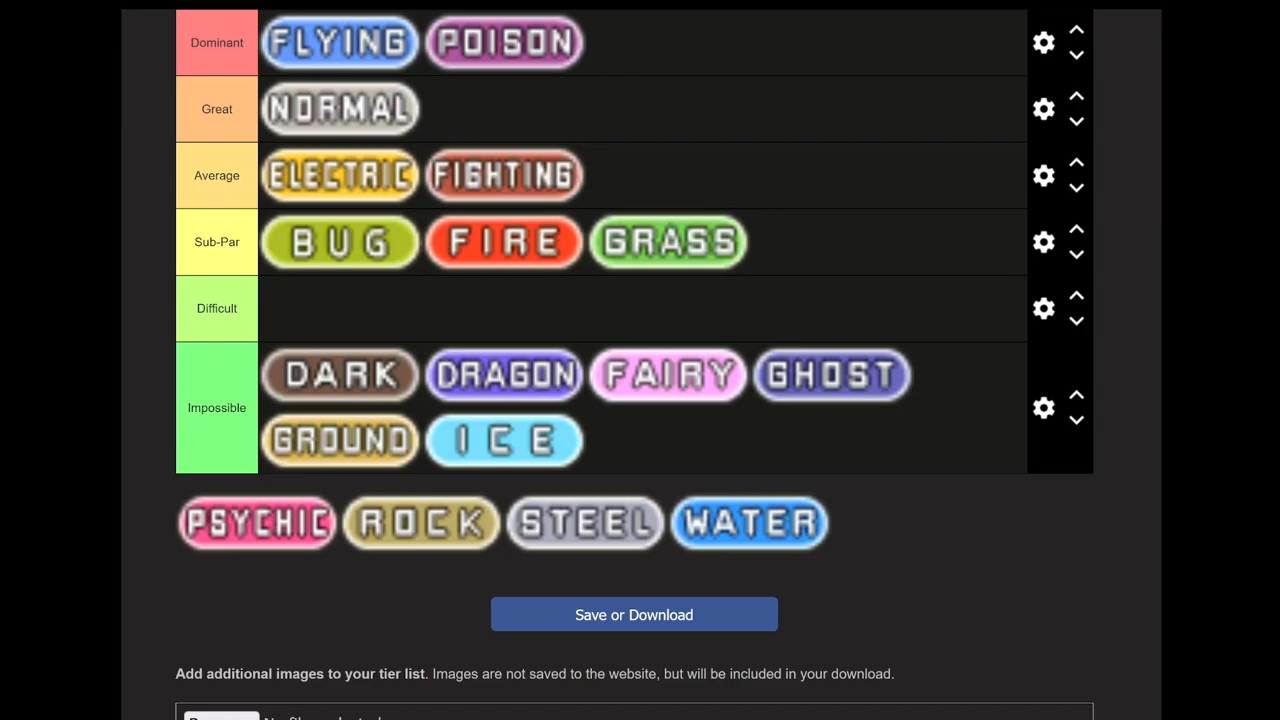 Dominant FLYING POISON
Great NORMAL
Average ELECTRIC FIGHTING
Sub-Par BUG FIRE GRASS
Difficult
Impossible DARK DRAGON FAIRY GHOST
GROUND ICE
PSYCHIC ROCK STEEL WATER
Save or Download
Add additional images to your tier list. Images are not saved to the website, but will be included in your download.